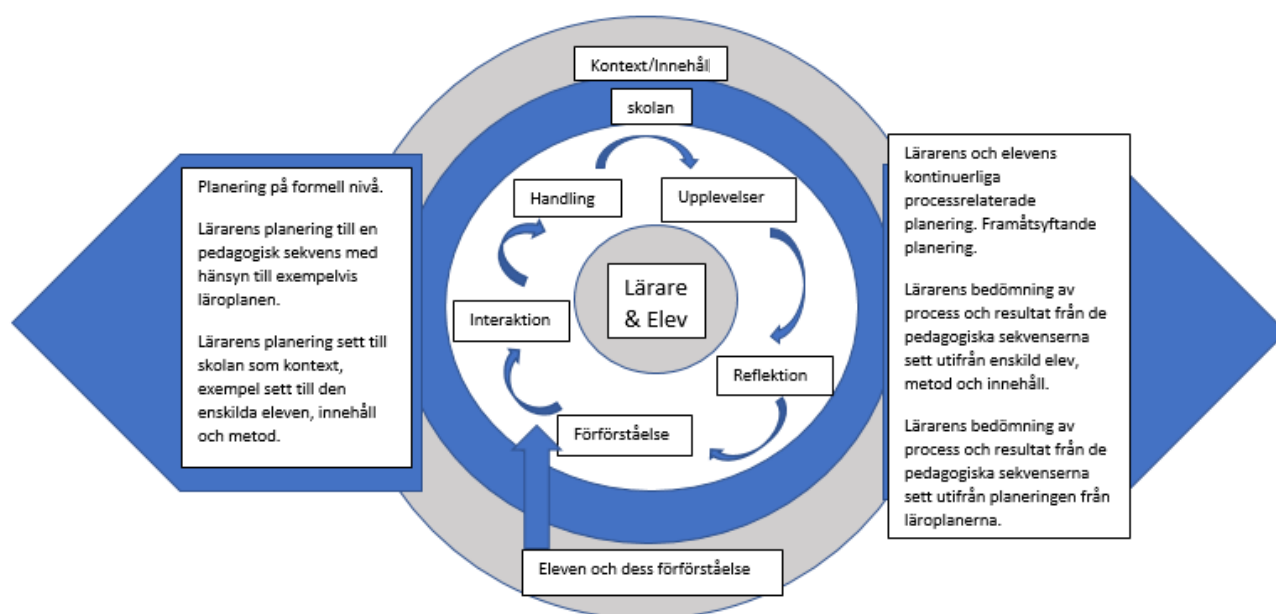 Kontext/Innehål
skolan
Planering på formell nivå.
Lärarens planering till en
pedagogisk sekvens med
hänsyn till exempelvis
läroplanen.
Lärarens planering sett till
skolan som kontext,
exempel sett till den
enskilda eleven, innehåll
och metod.
Handling
Upplevelser
Interaktion
Lärare
& Elev
Reflektion
Förförståelse
Eleven och dess förförståelse
Lärarens och elevens
kontinuerliga
processrelaterade
planering. Framåtsyftande
planering.
Lärarens bedömning av
process och resultat från de
pedagogiska sekvenserna
sett utifrån enskild elev,
metod och innehåll.
Lärarens bedömning av
process och resultat från de
pedagogiska sekvenserna
sett utifrån planeringen från
läroplanerna.